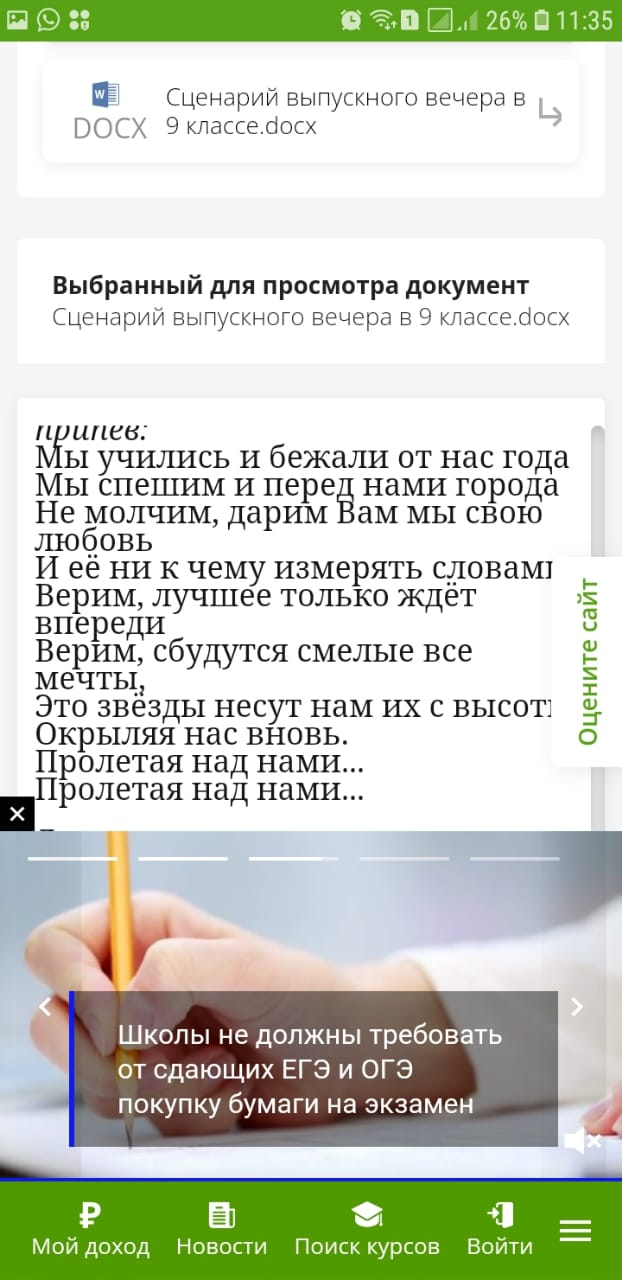 26% 11:35
W
DOCX
Сценарий выпускного вечера в
9 классе.docx
Выбранный для просмотра документ
Сценарий выпускного вечера в 9 классе.docx
припев:
Мы учились и бежали от нас года
Мы спешим и перед нами города
Не молчим, дарим Вам мы свою
любовь
И её ни к чему измерять
Верим, лучшее только ждёт
впереди
Верим, сбудутся смелые все
мечты,
Это звёзды несут нам их с
Окрыляя нас вновь.
Пролетая над нами...
Пролетая над нами...
Оцените сайт
Школы не должны требовать
от сдающих ЕГЭ и ОГЭ
покупку бумаги на экзамен
Мой доход Новости Поиск курсов Войти